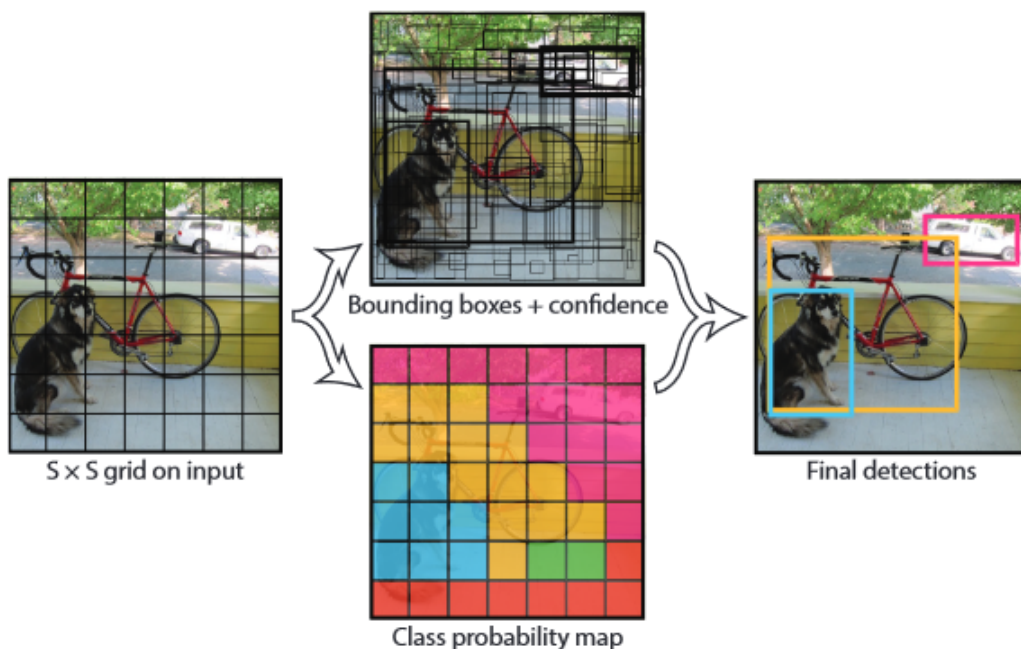 Bounding boxes + confidence
S × S grid on input
Final detections
Class probability map